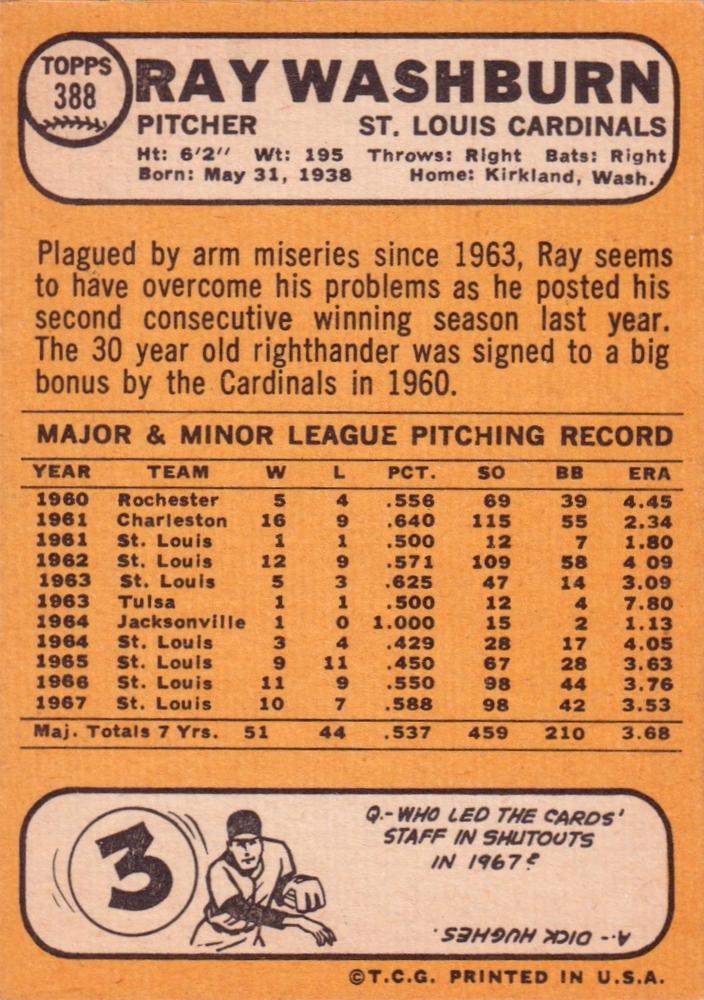 TOPPS
388
RAY WASHBURN
PITCHER ST. LOUIS CARDINALS
Ht: 6'2" Wt: 195 Throws: Right Bats: Right
Born: May 31, 1938 Home: Kirkland, Wash.
Plagued by arm miseries since 1963, Ray seems
to have overcome his problems as he posted his
second consecutive winning season last year.
The 30 year old righthander was signed to a big
bonus by the Cardinals in 1960.
MAJOR & MINOR LEAGUE PITCHING RECORD
YEAR TEAM W L PCT. SO BB ERA
1960 Rochester 5 4 .556 69 39 4.45
1961 Charleston 16 9 .640 115 55 2.34
1961 St. Louis 1 1 .500 12 7 1.80
1962 St. Louis 12 9 .571 109 58 4 09
1963 St. Louis 5 3 .625 47 14 3.09
1963 Tulsa 1 1 .500 12 4 7.80
1964 Jacksonville 1 0 1.000 15 2 1.13
1964 St. Louis 3 4 .429 28 17 4.05
1965 St. Louis 9 11 .450 67 28 3.63
1966 St. Louis 11 9 .550 98 44 3.76
1967 St. Louis 10 7 .588 98 42 3.53
Maj. Totals 7 Yrs. 51 44 .537 459 210 3.68
3
Q.- WHO LED THE CARDS'
STAFF IN SHUTOUTS
IN 1967?
A-- DICK HUGHES.
©T.C.G. PRINTED IN U.S.A.